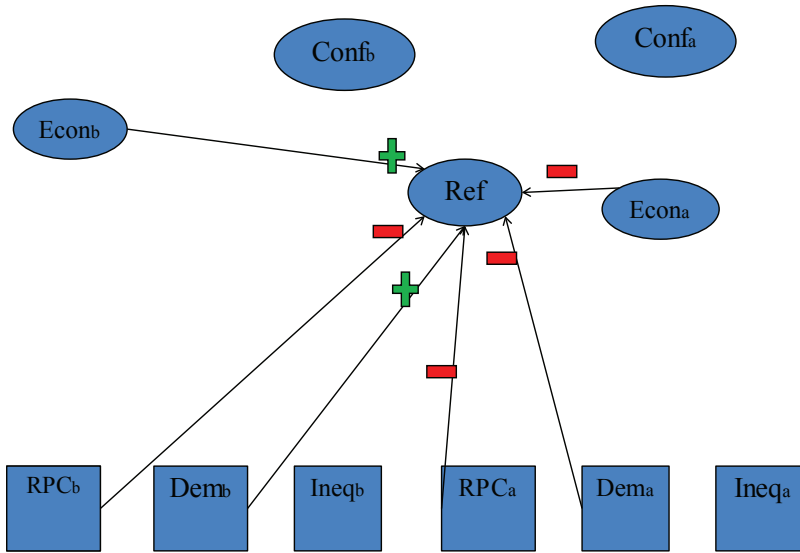 Conf_b
Conf_a
Econ_b
Ref
Econ_a
RPC_b
Dem_b
Ineq_b
RPC_a
Dem_a
Ineq_a